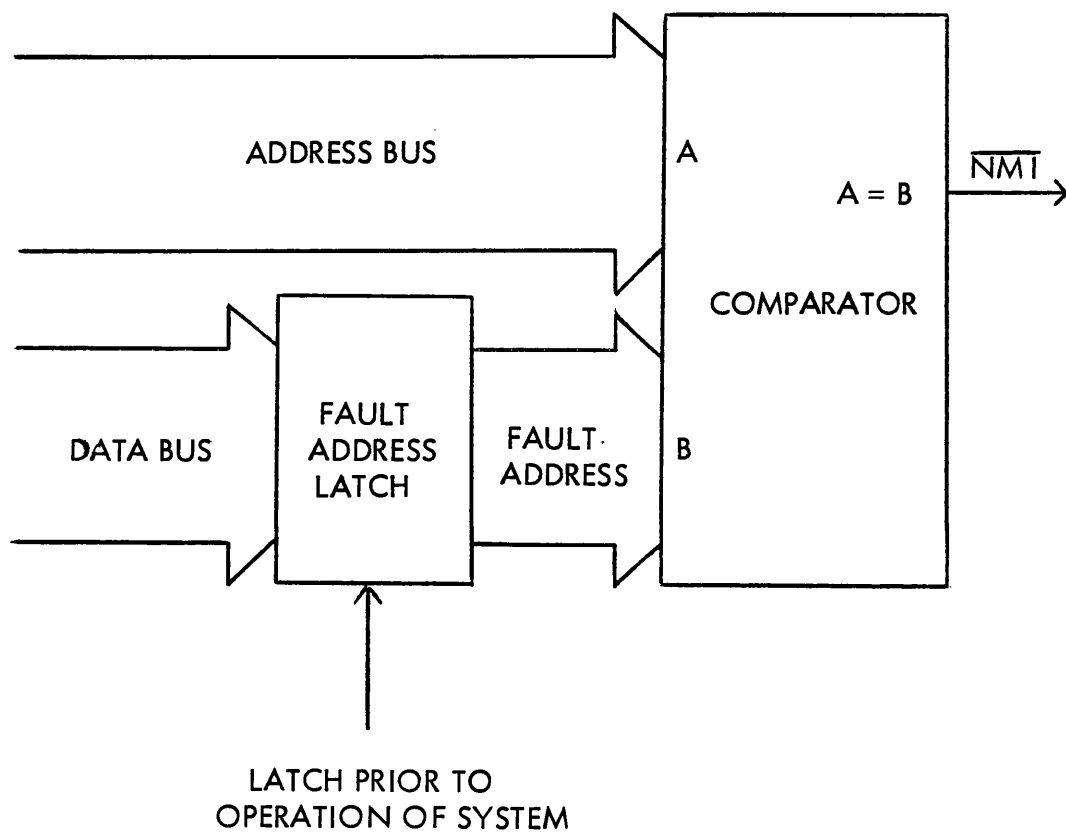 ADDRESS BUS
A
NMI
A = B
COMPARATOR
DATA BUS
FAULT
ADDRESS
LATCH
FAULT
ADDRESS
B
LATCH PRIOR TO
OPERATION OF SYSTEM